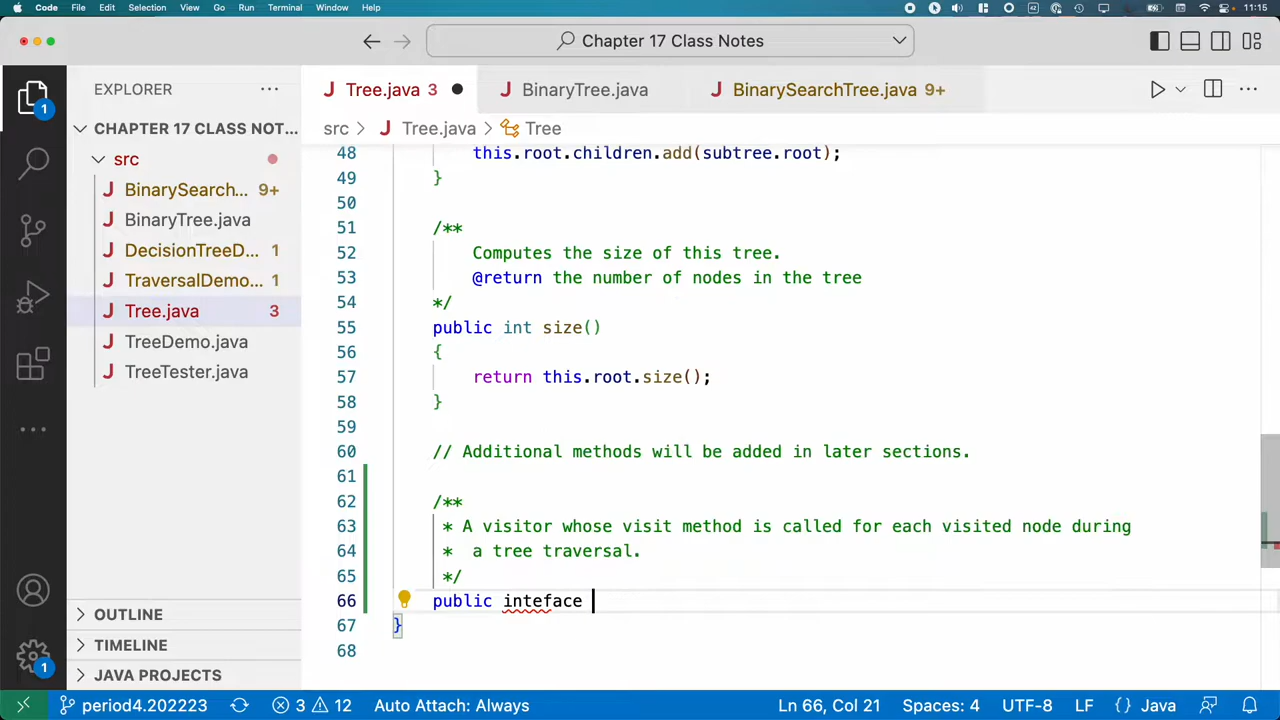 Code File Edit Selection View Go Run Terminal Window Help 11:15
Chapter 17 Class Notes
EXPLORER
Tree.java 3
BinaryTree.java
BinarySearchTree.java 9+
CHAPTER 17 CLASS NOT...
src > Tree.java > Tree
src
BinarySearch... 9+
BinaryTree.java
DecisionTreeD... 1
TraversalDemo... 1
Tree.java 3
TreeDemo.java
TreeTester.java
48 this.root.children.add(subtree.root);
49 }
50
51 /**
52 Computes the size of this tree.
53 @return the number of nodes in the tree
54 */
55 public int size()
56 {
57 return this.root.size();
58 }
59
60 // Additional methods will be added in later sections.
61
62 /**
63 * A visitor whose visit method is called for each visited node during
64 * a tree traversal.
65 */
66 public inteface
67 }
68
1
1
OUTLINE
TIMELINE
JAVA PROJECTS
period4.202223 3 12 Auto Attach: Always Ln 66, Col 21 Spaces: 4 UTF-8 LF {} Java